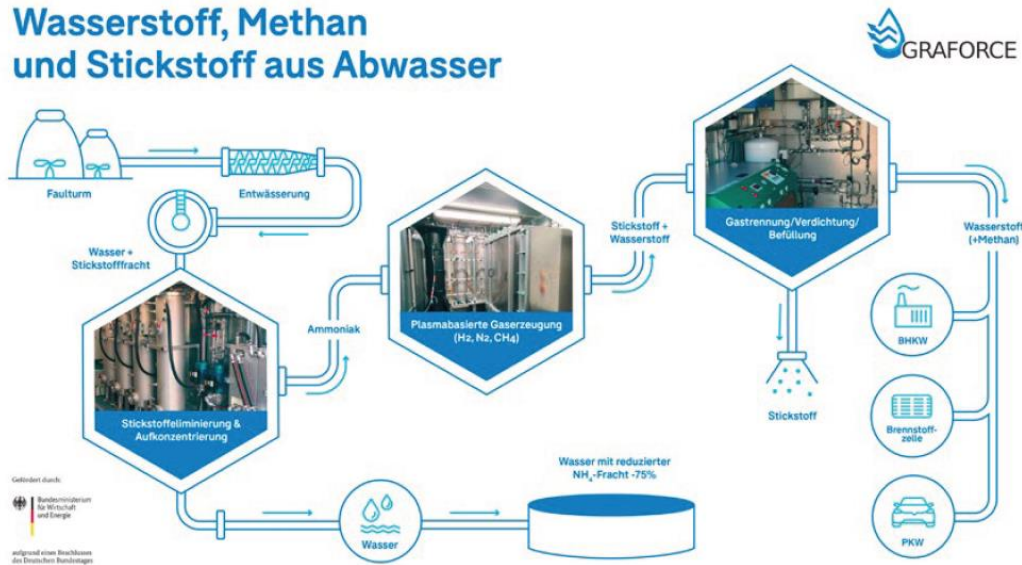 Wasserstoff, Methan
und Stickstoff aus Abwasser
GRAFORCE
Faulturm
Entwässerung
Wasser +
Stickstofffracht
Stickstoffeliminierung &
Aufkonzentrierung
Ammoniak
Plasmabasierte Gaserzeugung
(H2, N2, CH4)
Stickstoff +
Wasserstoff
Gastrennung/Verdichtung/
Befüllung
Stickstoff
Wasserstoff
(+Methan)
BHKW
Brennstoff-
zelle
PKW
Wasser
Wasser mit reduzierter
NH₄-Fracht -75%
Gefördert durch:
Bundesministerium
für Wirtschaft
und Energie
aufgrund eines Beschlusses
des Deutschen Bundestages